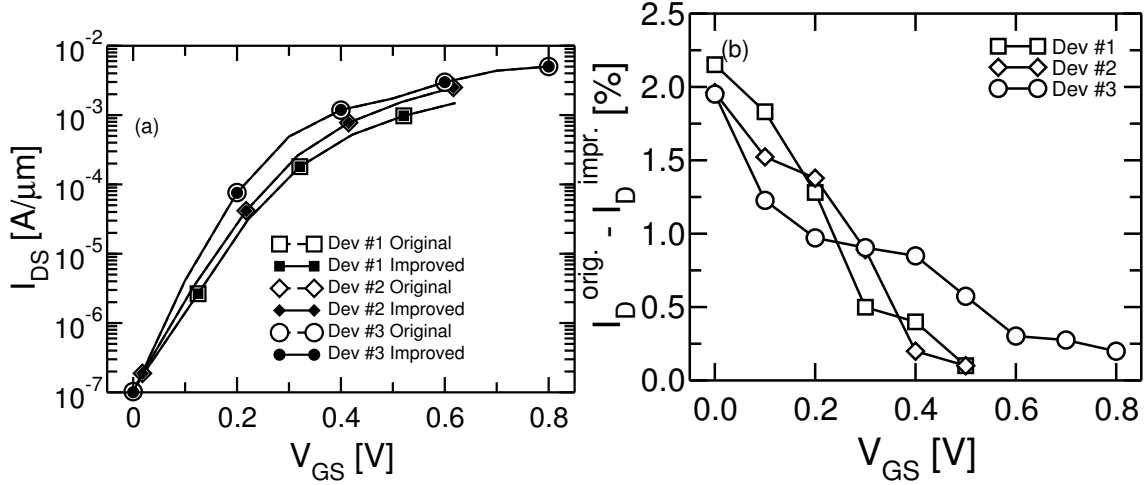 10^-2
10^-3
10^-4
10^-5
10^-6
10^-7
I_DS [A/μm]
(a)
Dev #1 Original
Dev #1 Improved
Dev #2 Original
Dev #2 Improved
Dev #3 Original
Dev #3 Improved
0 0.2 0.4 0.6 0.8
V_GS [V]
2.5
2.0
1.5
1.0
0.5
0.0
I_D^orig. - I_D^impr. [%]
(b)
Dev #1
Dev #2
Dev #3
0.0 0.2 0.4 0.6 0.8
V_GS [V]